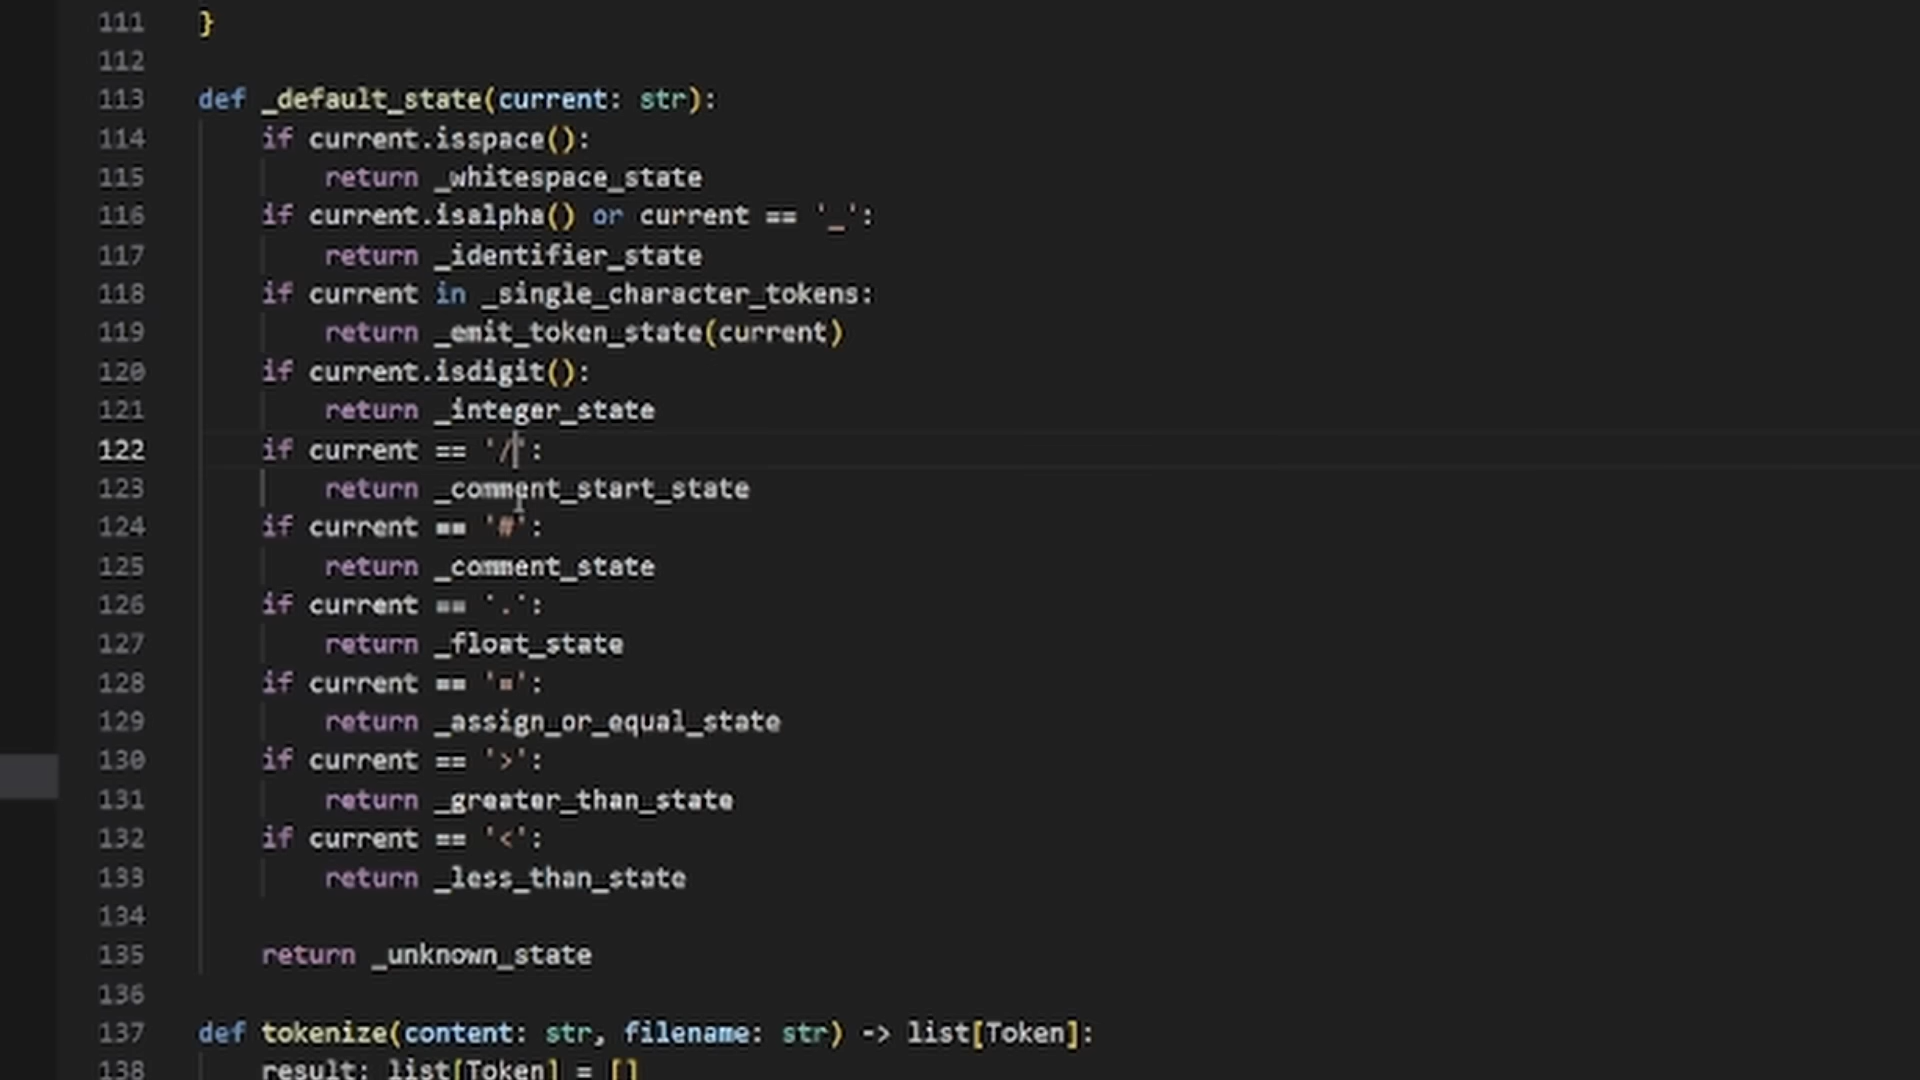 111 }
112
113 def _default_state(current: str):
114     if current.isspace():
115         return _whitespace_state
116     if current.isalpha() or current == '_':
117         return _identifier_state
118     if current in _single_character_tokens:
119         return _emit_token_state(current)
120     if current.isdigit():
121         return _integer_state
122     if current == '/':
123         return _comment_start_state
124     if current == '#':
125         return _comment_state
126     if current == '.':
127         return _float_state
128     if current == '=':
129         return _assign_or_equal_state
130     if current == '>':
131         return _greater_than_state
132     if current == '<':
133         return _less_than_state
134
135     return _unknown_state
136
137 def tokenize(content: str, filename: str) -> list[Token]:
138     result: list[Token] = []